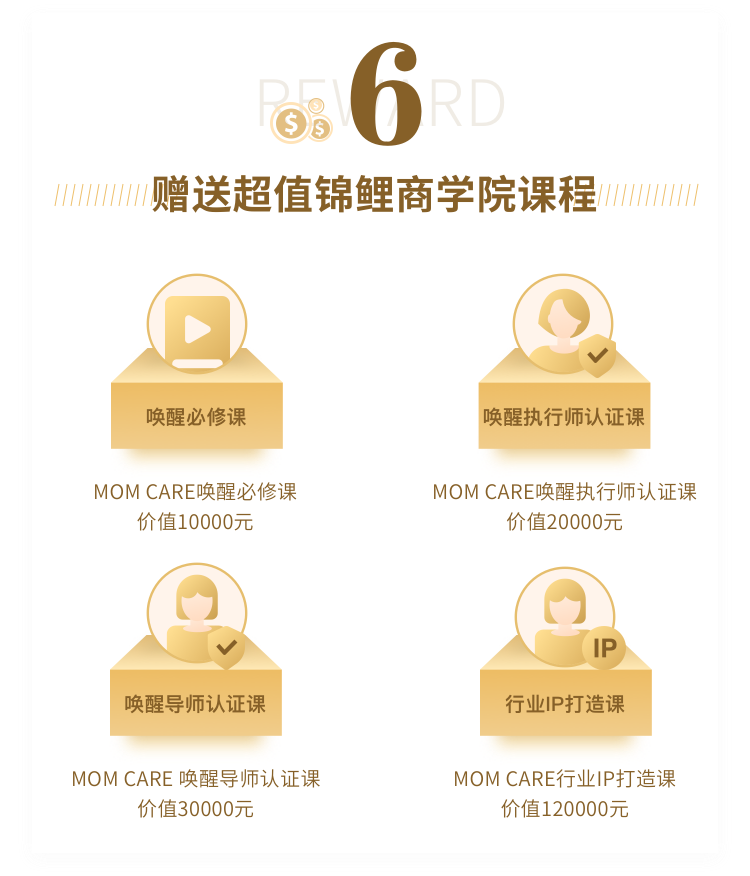 REWARD
6
赠送超值锦鲤商学院课程
唤醒必修课
MOM CARE唤醒必修课
价值10000元
唤醒执行师认证课
MOM CARE唤醒执行师认证课
价值20000元
唤醒导师认证课
MOM CARE 唤醒导师认证课
价值30000元
IP
行业IP打造课
MOM CARE行业IP打造课
价值120000元